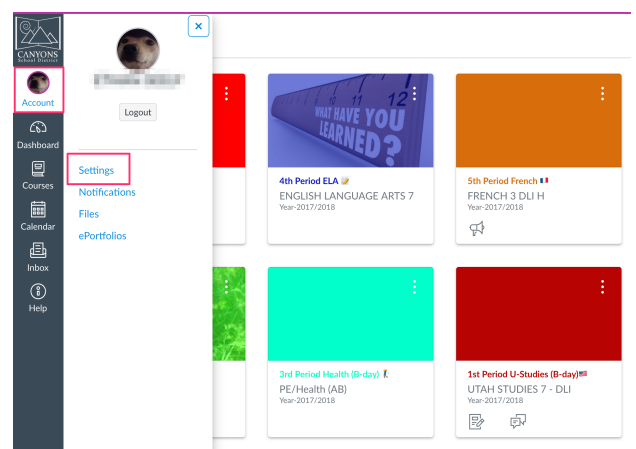 CANYONS
School District
Account
Dashboard
Courses
Calendar
Inbox
Help
×
Logout
Settings
Notifications
Files
ePortfolios
10 11 12
WHAT HAVE YOU
LEARNED?
4th Period ELA 📝
ENGLISH LANGUAGE ARTS 7
Year-2017/2018
5th Period French 🇫🇷
FRENCH 3 DLI H
Year-2017/2018
3rd Period Health (B-day)
PE/Health (AB)
Year-2017/2018
1st Period U-Studies (B-day)🇺🇸
UTAH STUDIES 7 - DLI
Year-2017/2018